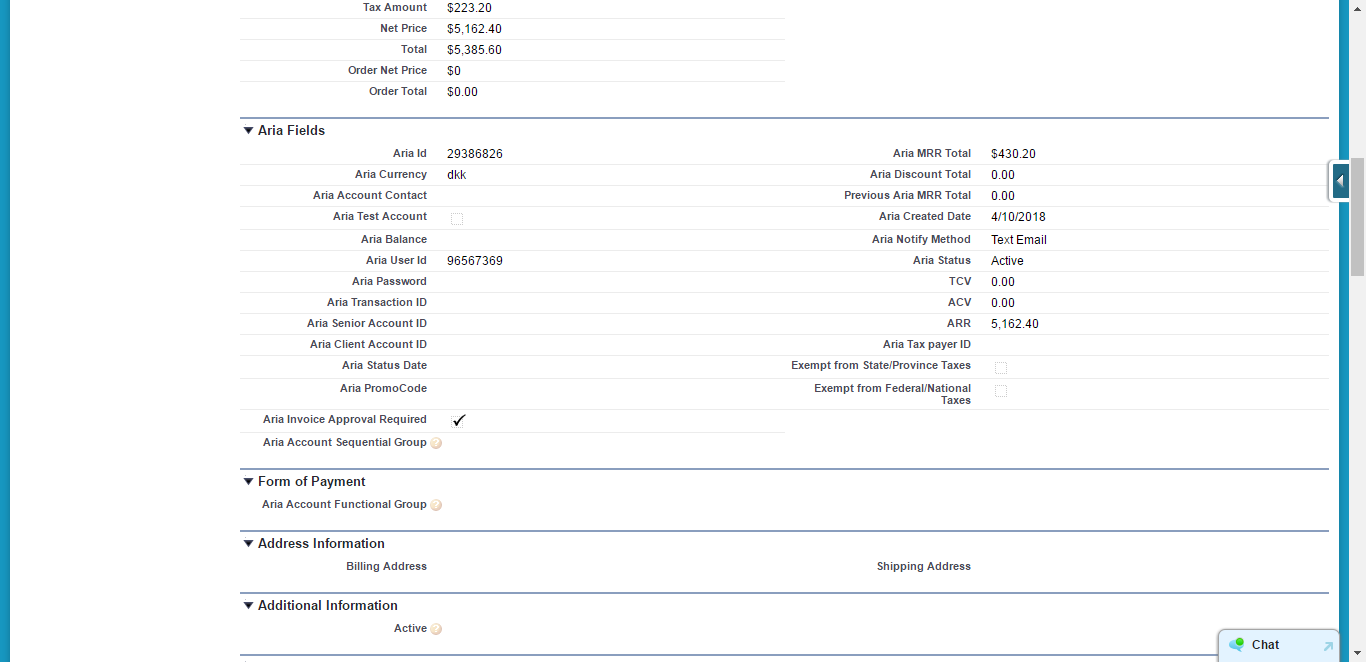 Tax Amount $223.20
Net Price $5,162.40
Total $5,385.60
Order Net Price $0
Order Total $0.00
Aria Fields
Aria Id 29386826 Aria MRR Total $430.20
Aria Currency dkk Aria Discount Total 0.00
Aria Account Contact Previous Aria MRR Total 0.00
Aria Test Account Aria Created Date 4/10/2018
Aria Balance Aria Notify Method Text Email
Aria User Id 96567369 Aria Status Active
Aria Password TCV 0.00
Aria Transaction ID ACV 0.00
Aria Senior Account ID ARR 5,162.40
Aria Client Account ID Aria Tax payer ID
Aria Status Date Exempt from State/Province Taxes
Aria PromoCode Exempt from Federal/National
Taxes
Aria Invoice Approval Required
Aria Account Sequential Group ?
Form of Payment
Aria Account Functional Group ?
Address Information
Billing Address Shipping Address
Additional Information
Active ?
Chat